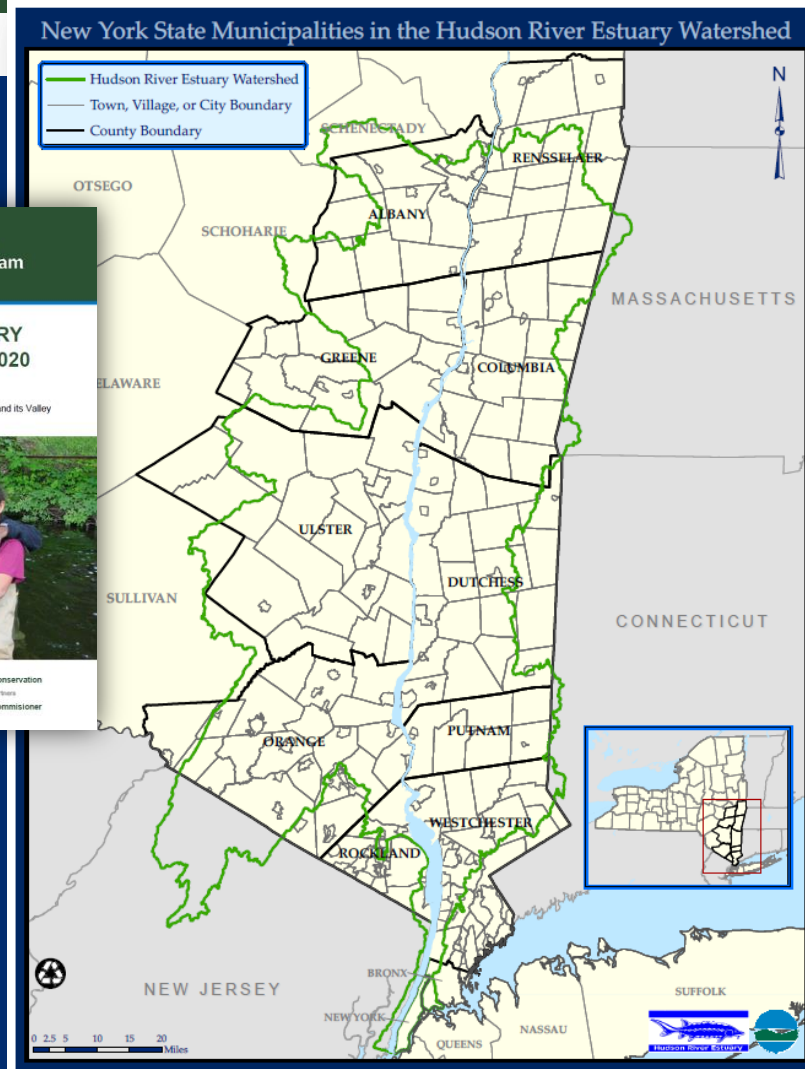 New York State Municipalities in the Hudson River Estuary Watershed
Hudson River Estuary Watershed
Town, Village, or City Boundary
County Boundary
N
SCHENECTADY
RENSSELAER
OTSEGO
ALBANY
SCHOHARIE
am
MASSACHUSETTS
RY
020
GREENE
COLUMBIA
ELAWARE
and its Valley
ULSTER
DUTCHESS
SULLIVAN
CONNECTICUT
onservation
rtners
ommisioner
ORANGE
PUTNAM
WESTCHESTER
ROCKLAND
BRONX
NEW JERSEY
SUFFOLK
NEW YORK
NASSAU
QUEENS
0 2.5 5 10 15 20
Miles
Hudson River Estuary